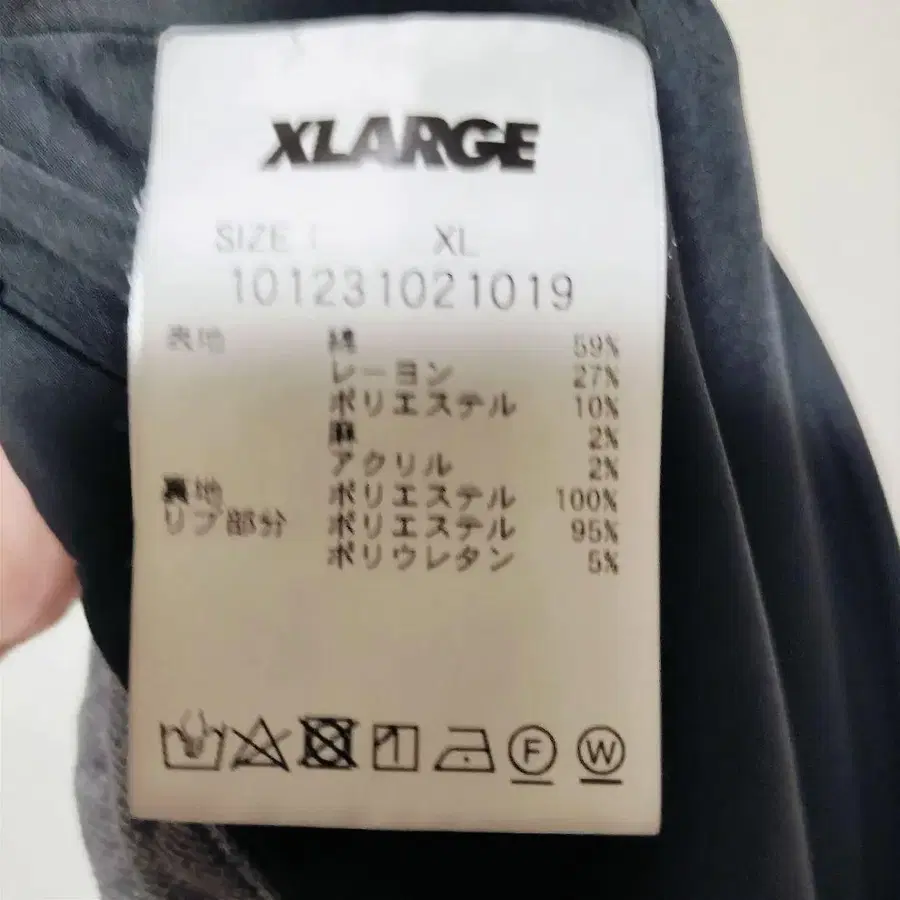 XLARGE
SIZE : XL
101231021019
表地 綿 59%
レーヨン 27%
ポリエステル 10%
麻 2%
アクリル 2%
裏地 ポリエステル 100%
リブ部分 ポリエステル 95%
ポリウレタン 5%
F W